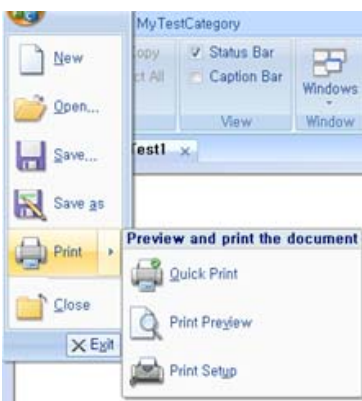 MyTestCategory
New
opy
Status Bar
ct All
Caption Bar
Windows
Open...
View
Window
Save...
Test1
Save as
Preview and print the document
Print
Quick Print
Close
Print Preview
Exit
Print Setup